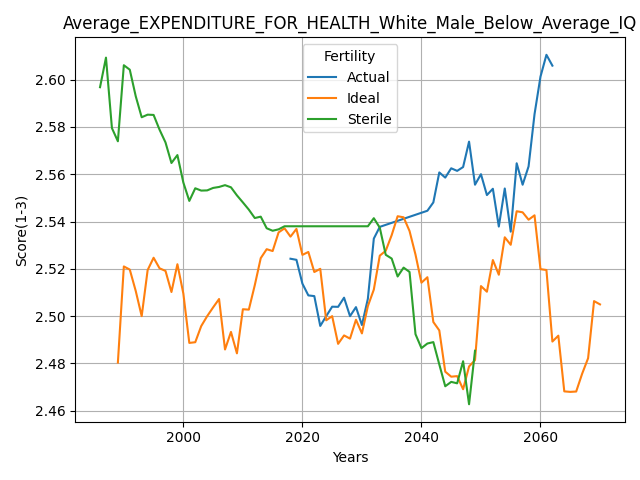 Average_EXPENDITURE_FOR_HEALTH_White_Male_Below_Average_IQ
Fertility
Actual
Ideal
Sterile
Score(1-3)
2.60
2.58
2.56
2.54
2.52
2.50
2.48
2.46
2000
2020
2040
2060
Years